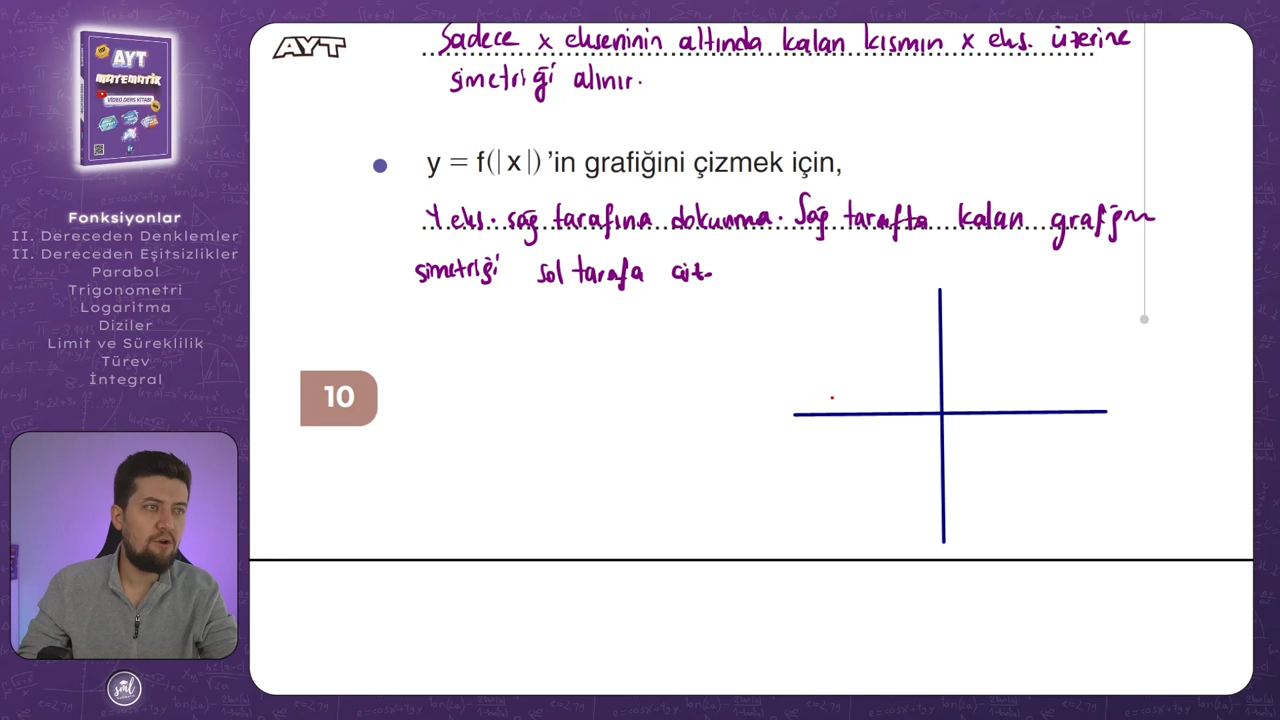 AYT
Sadece x ekseninin altında kalan kısmın x eks. üzerine
simetriği alınır.
y = f(|x|) 'in grafiğini çizmek için,
Y eks. sağ tarafına dokunma. Sağ tarafta kalan grafiğin
simetriği sol tarafa çiz.
10
AYT
MATEMATİK
VİDEO DERS KİTABI
Fonksiyonlar
II. Dereceden Denklemler
II. Dereceden Eşitsizlikler
Parabol
Trigonometri
Logaritma
Diziler
Limit ve Süreklilik
Türev
İntegral
sml